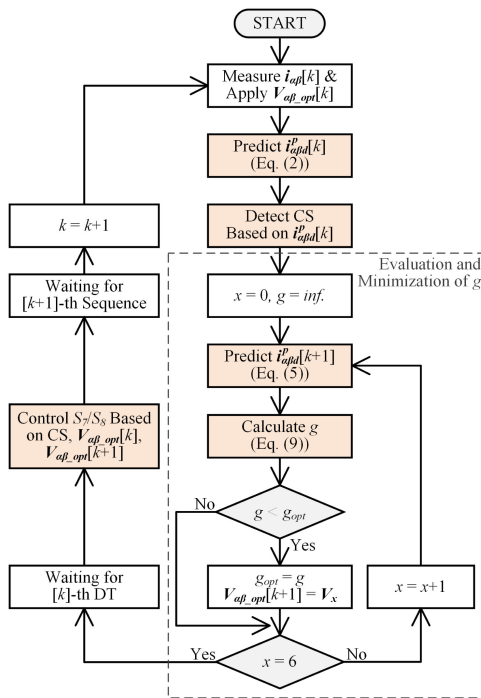 START
Measure iαβ[k] &
Apply Vαβ_opt[k]
Predict iᵖαβd[k]
(Eq. (2))
Detect CS
Based on iᵖαβd[k]
Evaluation and
Minimization of g
x = 0, g = inf.
Predict iᵖαβd[k+1]
(Eq. (5))
Calculate g
(Eq. (9))
g < gopt
No
Yes
gopt = g
Vαβ_opt[k+1] = Vx
x = 6
Yes
No
x = x+1
Waiting for
[k]-th DT
Control S7/S8 Based
on CS, Vαβ_opt[k],
Vαβ_opt[k+1]
Waiting for
[k+1]-th Sequence
k = k+1